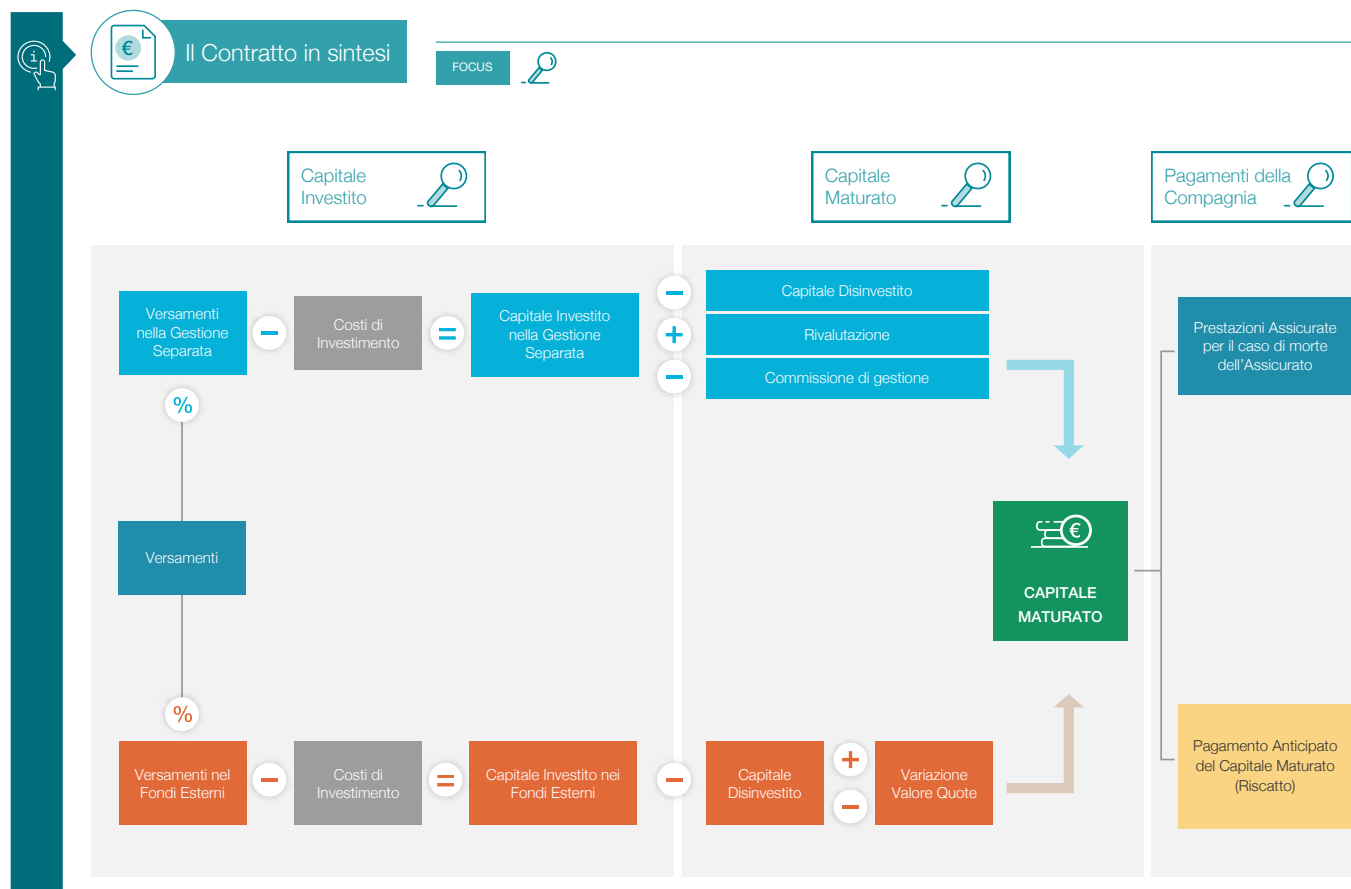 Il Contratto in sintesi
FOCUS
Capitale
Investito
Capitale
Maturato
Pagamenti della
Compagnia
Versamenti
nella Gestione
Separata
−
Costi di
Investimento
=
Capitale Investito
nella Gestione
Separata
−
+
−
Capitale Disinvestito
Rivalutazione
Commissione di gestione
Prestazioni Assicurate
per il caso di morte
dell’Assicurato
%
Versamenti
€
CAPITALE
MATURATO
%
Versamenti nel
Fondi Esterni
−
Costi di
Investimento
=
Capitale Investito nei
Fondi Esterni
−
Capitale
Disinvestito
+
−
Variazione
Valore Quote
Pagamento Anticipato
del Capitale Maturato
(Riscatto)